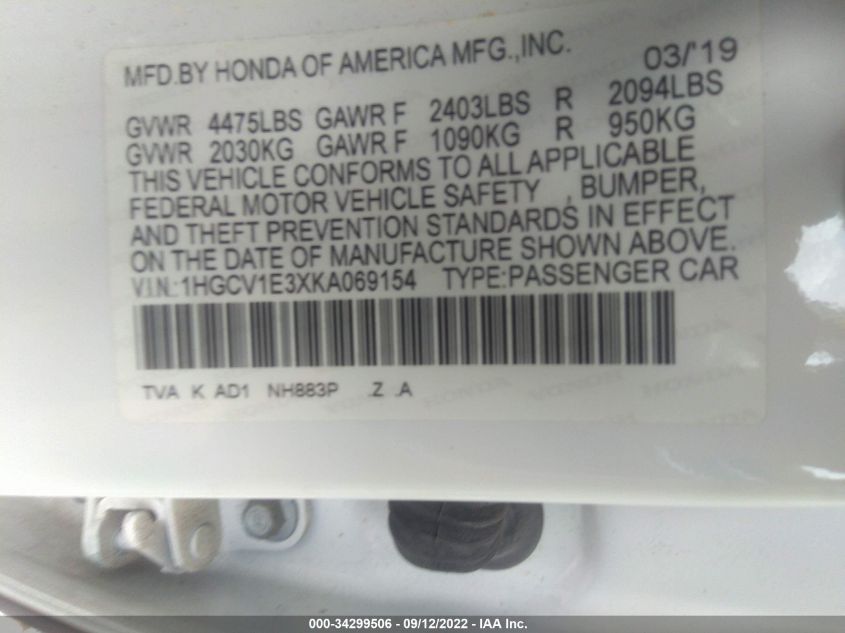 MFD.BY HONDA OF AMERICA MFG.,INC. 03/'19
GVWR 4475LBS GAWR F 2403LBS R 2094LBS
GVWR 2030KG GAWR F 1090KG R 950KG
THIS VEHICLE CONFORMS TO ALL APPLICABLE
FEDERAL MOTOR VEHICLE SAFETY , BUMPER,
AND THEFT PREVENTION STANDARDS IN EFFECT
ON THE DATE OF MANUFACTURE SHOWN ABOVE.
V.I.N.:1HGCV1E3XKA069154 TYPE:PASSENGER CAR
TVA K AD1 NH883P .Z .A
000-34299506 - 09/12/2022 - IAA Inc.